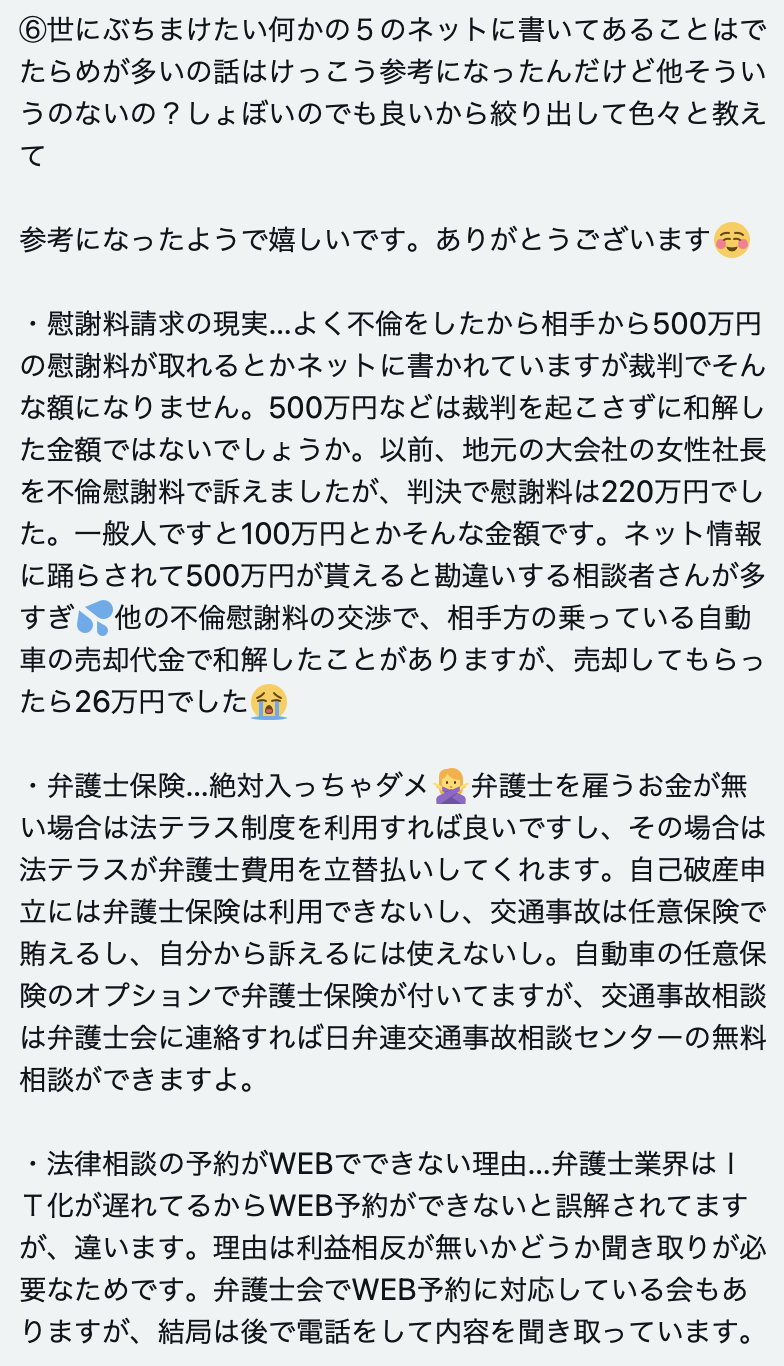 ⑥世にぶちまけたい何かの５のネットに書いてあることはで
たらめが多いの話はけっこう参考になったんだけど他そうい
うのないの？しょぼいのでも良いから絞り出して色々と教え
て
参考になったようで嬉しいです。ありがとうございます☺️
・慰謝料請求の現実…よく不倫をしたから相手から500万円
の慰謝料が取れるとかネットに書かれていますが裁判でそん
な額になりません。500万円などは裁判を起こさずに和解し
た金額ではないでしょうか。以前、地元の大会社の女性社長
を不倫慰謝料で訴えましたが、判決で慰謝料は220万円でし
た。一般人ですと100万円とかそんな金額です。ネット情報
に踊らされて500万円が貰えると勘違いする相談者さんが多
すぎ💦他の不倫慰謝料の交渉で、相手方の乗っている自動
車の売却代金で和解したことがありますが、売却してもらっ
たら26万円でした😭
・弁護士保険…絶対入っちゃダメ🙅‍♀️弁護士を雇うお金が無
い場合は法テラス制度を利用すれば良いですし、その場合は
法テラスが弁護士費用を立替払いしてくれます。自己破産申
立には弁護士保険は利用できないし、交通事故は任意保険で
賄えるし、自分から訴えるには使えないし。自動車の任意保
険のオプションで弁護士保険が付いてますが、交通事故相談
は弁護士会に連絡すれば日弁連交通事故相談センターの無料
相談ができますよ。
・法律相談の予約がWEBでできない理由…弁護士業界はＩ
Ｔ化が遅れてるからWEB予約ができないと誤解されてます
が、違います。理由は利益相反が無いかどうか聞き取りが必
要なためです。弁護士会でWEB予約に対応している会もあ
りますが、結局は後で電話をして内容を聞き取っています。